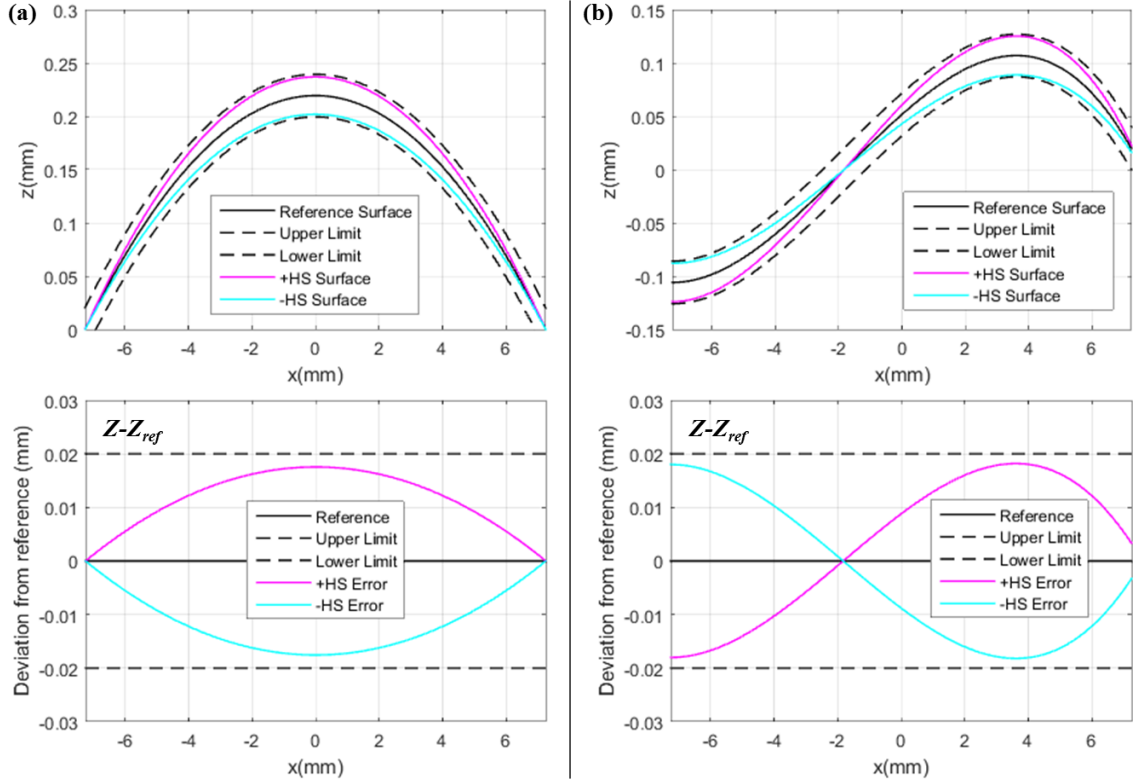 (a)
0.3
0.25
0.2
0.15
0.1
0.05
0
z(mm)
Reference Surface
Upper Limit
Lower Limit
+HS Surface
-HS Surface
-6 -4 -2 0 2 4 6
x(mm)
0.03
0.02
0.01
0
-0.01
-0.02
-0.03
Deviation from reference (mm)
Z-Zref
Reference
Upper Limit
Lower Limit
+HS Error
-HS Error
-6 -4 -2 0 2 4 6
x(mm)
(b)
0.15
0.1
0.05
0
-0.05
-0.1
-0.15
z(mm)
Reference Surface
Upper Limit
Lower Limit
+HS Surface
-HS Surface
-6 -4 -2 0 2 4 6
x(mm)
0.03
0.02
0.01
0
-0.01
-0.02
-0.03
Deviation from reference (mm)
Z-Zref
Reference
Upper Limit
Lower Limit
+HS Error
-HS Error
-6 -4 -2 0 2 4 6
x(mm)